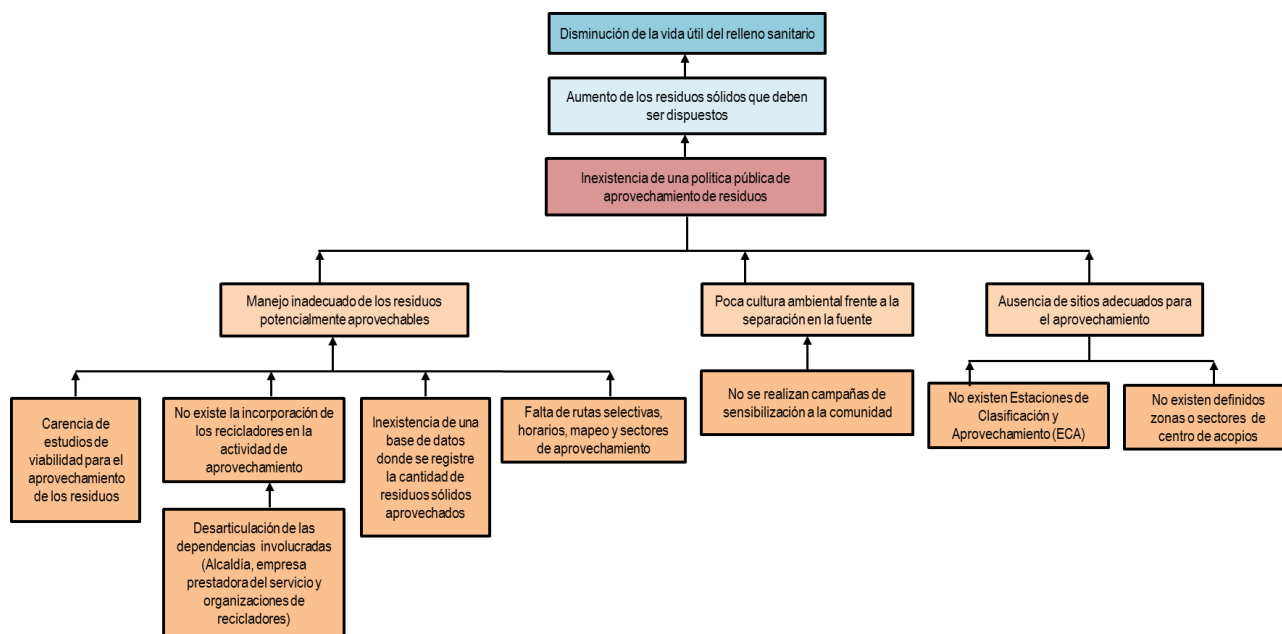 Disminución de la vida útil del relleno sanitario
Aumento de los residuos sólidos que deben
ser dispuestos
Inexistencia de una política pública de
aprovechamiento de residuos
Manejo inadecuado de los residuos
potencialmente aprovechables
Poca cultura ambiental frente a la
separación en la fuente
Ausencia de sitios adecuados para
el aprovechamiento
Carencia de
estudios de
viabilidad para el
aprovechamiento
de los residuos
No existe la incorporación de
los recicladores en la actividad de
aprovechamiento
Inexistencia de una
base de datos
donde se registre
la cantidad de
residuos sólidos
aprovechados
Falta de rutas selectivas,
horarios, mapeo y sectores
de aprovechamiento
No se realizan campañas de
sensibilización a la comunidad
No existen Estaciones de
Clasificación y
Aprovechamiento (ECA)
No existen definidos
zonas o sectores de
centro de acopios
Desarticulación de las
dependencias involucradas
(Alcaldía, empresa
prestadora del servicio y
organizaciones de
recicladores)